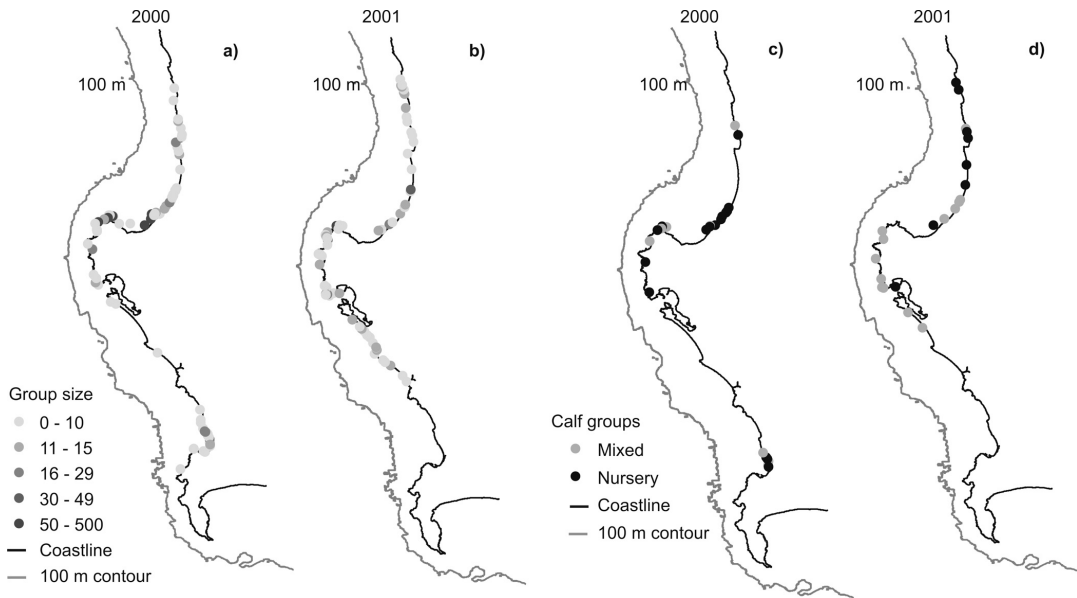 2000
a)
100 m
Group size
0 - 10
11 - 15
16 - 29
30 - 49
50 - 500
Coastline
100 m contour
2001
b)
100 m
2000
c)
100 m
Calf groups
Mixed
Nursery
Coastline
100 m contour
2001
d)
100 m